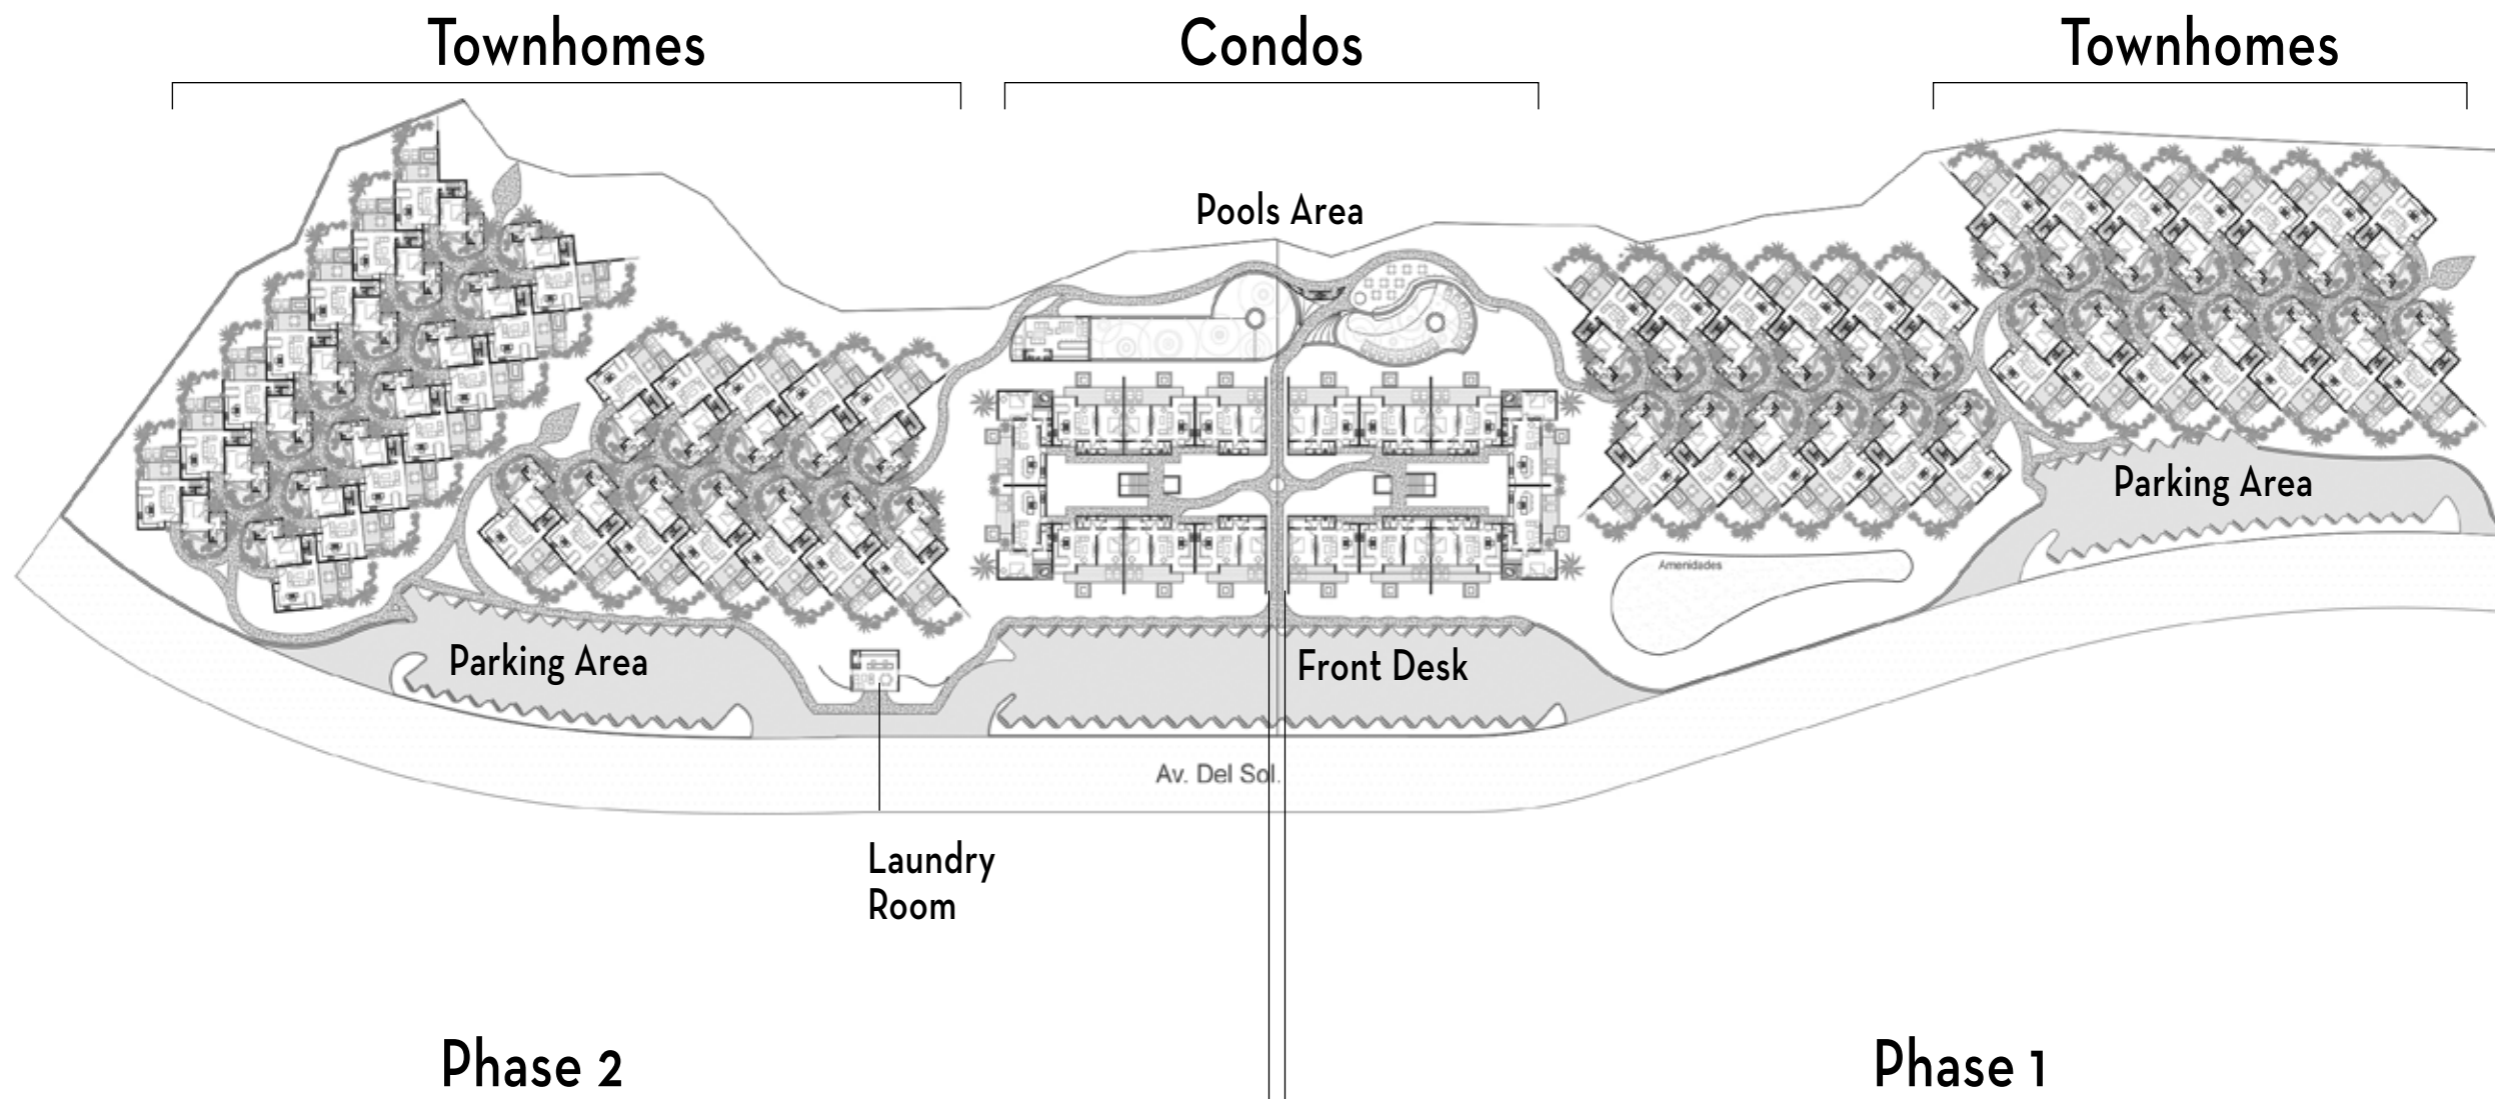 Townhomes
Condos
Townhomes
Pools Area
Parking Area
Amenidades
Parking Area
Front Desk
Av. Del Sol.
Laundry
Room
Phase 2
Phase 1